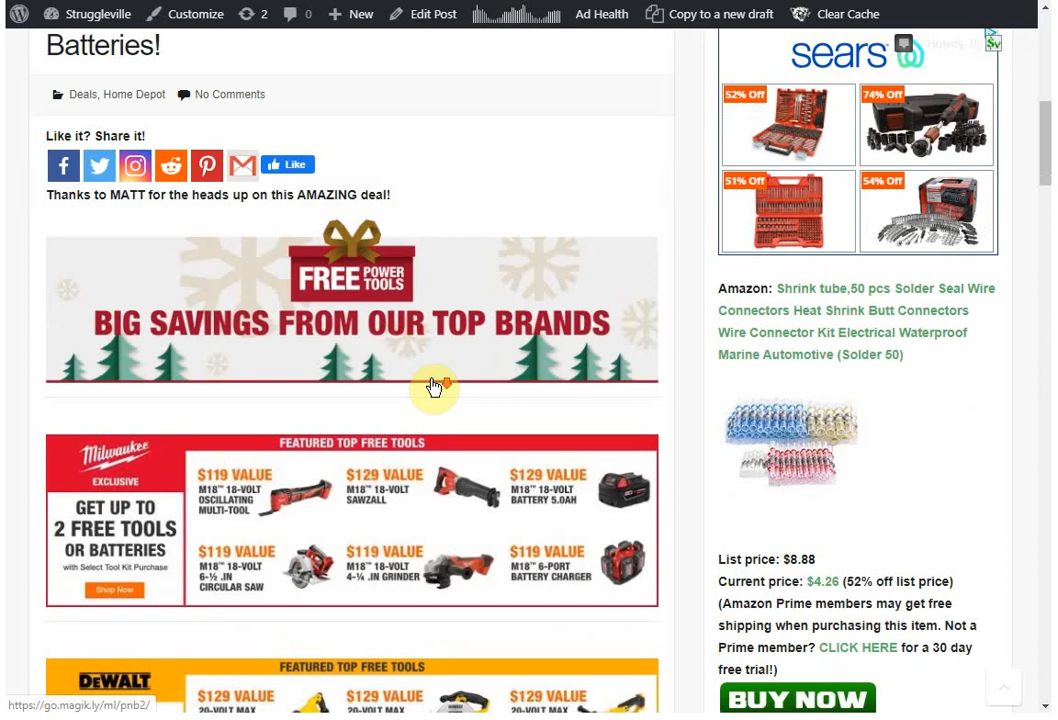 Struggleville
Customize
2
0
New
Edit Post
Ad Health
Copy to a new draft
Clear Cache
Batteries!
Deals, Home Depot
No Comments
Like it? Share it!
Like
Thanks to MATT for the heads up on this AMAZING deal!
FREE POWER TOOLS
BIG SAVINGS FROM OUR TOP BRANDS
Milwaukee
EXCLUSIVE
GET UP TO
2 FREE TOOLS
OR BATTERIES
with Select Tool Kit Purchase
Shop Now
FEATURED TOP FREE TOOLS
$119 VALUE
M18™ 18-VOLT
OSCILLATING
MULTI-TOOL
$129 VALUE
M18™ 18-VOLT
SAWZALL
$129 VALUE
M18™ 18-VOLT
BATTERY 5.0AH
$119 VALUE
M18™ 18-VOLT
6-½ .IN
CIRCULAR SAW
$119 VALUE
M18™ 18-VOLT
4-¼ .IN GRINDER
$119 VALUE
M18™ 6-PORT
BATTERY CHARGER
DEWALT
FEATURED TOP FREE TOOLS
$129 VALUE
20-VOLT MAX
$129 VALUE
20-VOLT MAX
$129 VALUE
20-VOLT MAX
https://go.magik.ly/ml/pnb2/
sears
52% Off
74% Off
51% Off
54% Off
Amazon: Shrink tube,50 pcs Solder Seal Wire
Connectors Heat Shrink Butt Connectors
Wire Connector Kit Electrical Waterproof
Marine Automotive (Solder 50)
List price: $8.88
Current price: $4.26 (52% off list price)
(Amazon Prime members may get free
shipping when purchasing this item. Not a
Prime member? CLICK HERE for a 30 day
free trial!)
BUY NOW